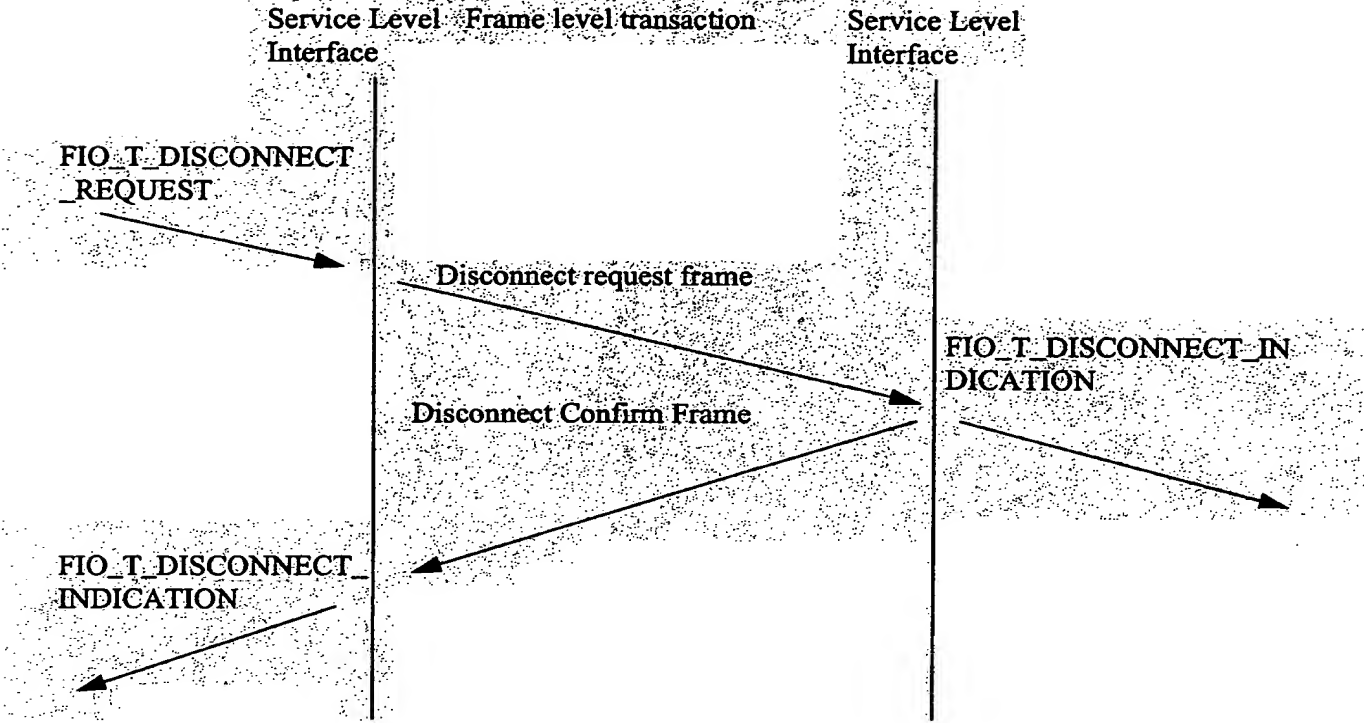 Service Level Frame level transaction Service Level
Interface Interface
FIO_T_DISCONNECT
_REQUEST
Disconnect request frame
FIO_T_DISCONNECT_IN
DICATION
Disconnect Confirm Frame
FIO_T_DISCONNECT_
INDICATION